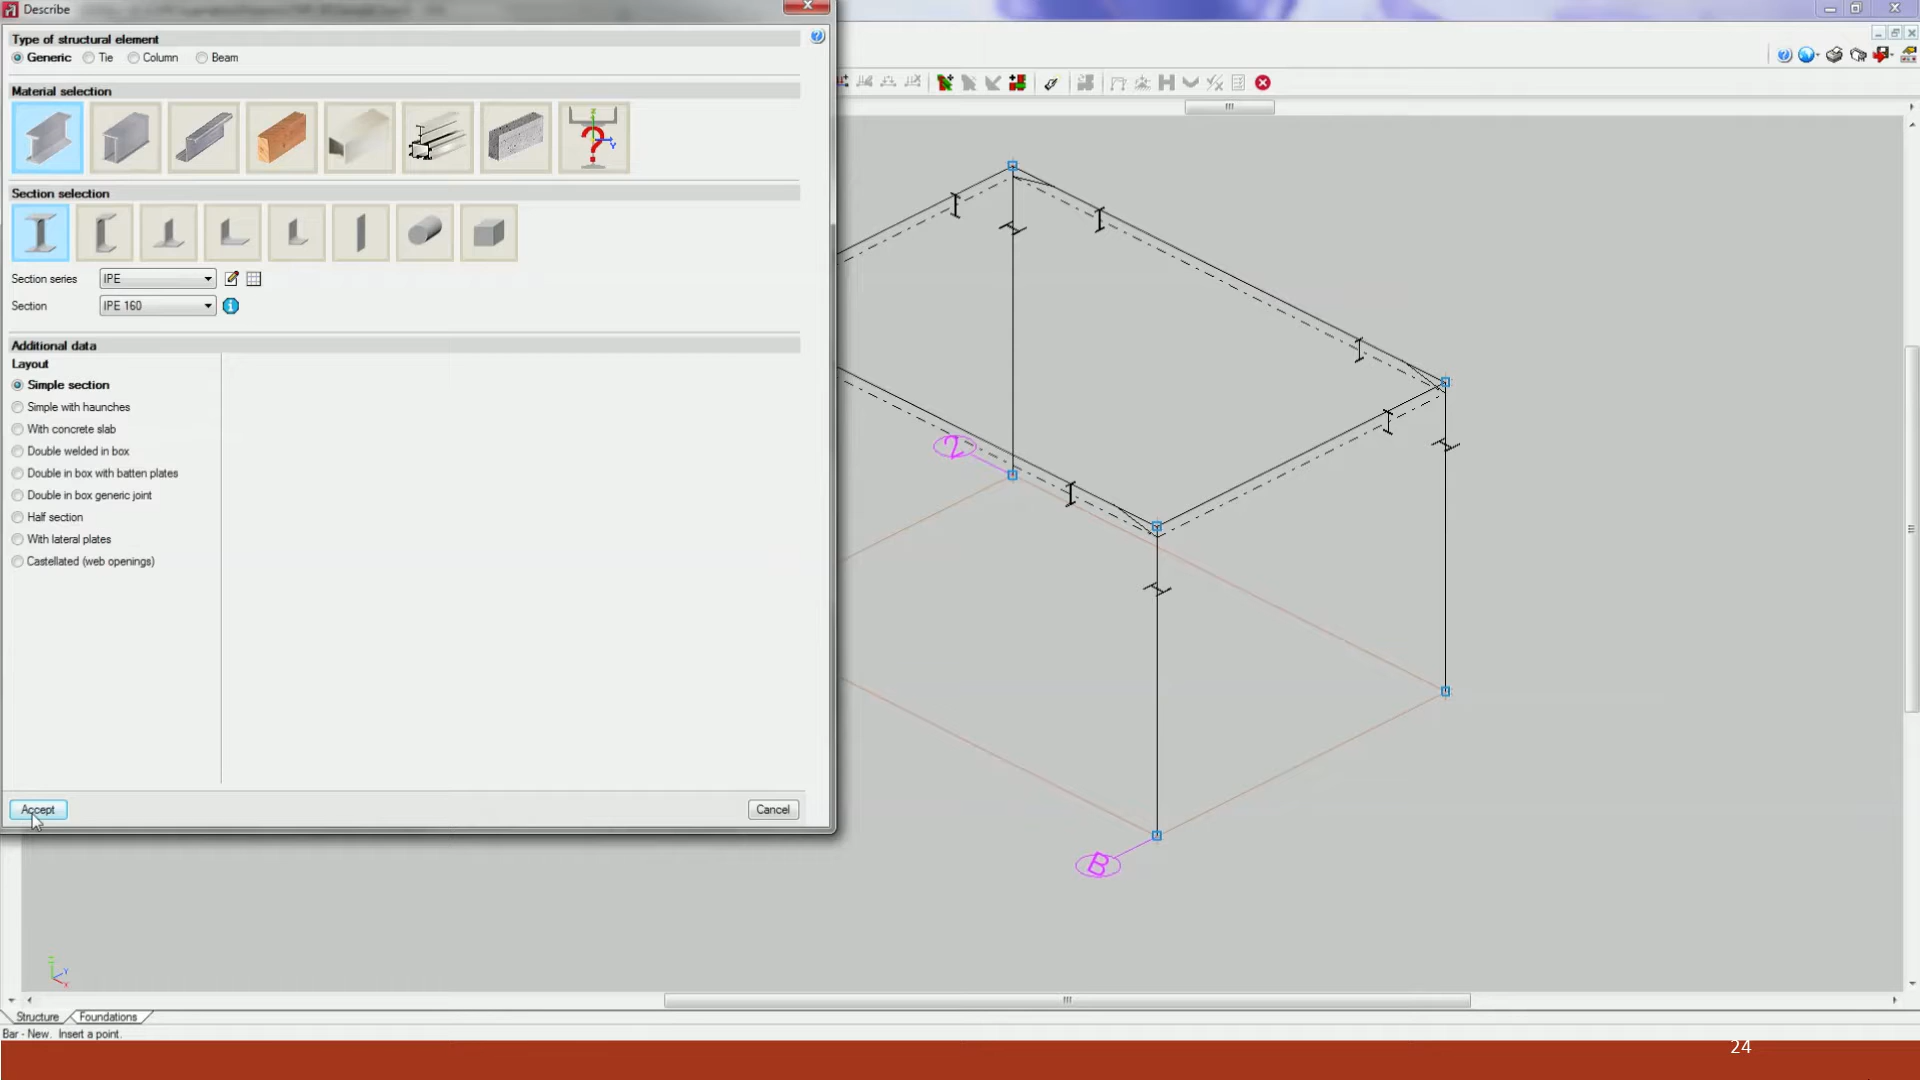 Describe
Type of structural element
Generic Tie Column Beam
Material selection
Section selection
Section series IPE
Section IPE 160
Additional data
Layout
Simple section
Simple with haunches
With concrete slab
Double welded in box
Double in box with batten plates
Double in box generic joint
Half section
With lateral plates
Castellated (web openings)
Accept Cancel
2
B
Structure Foundations
Bar - New. Insert a point.
24